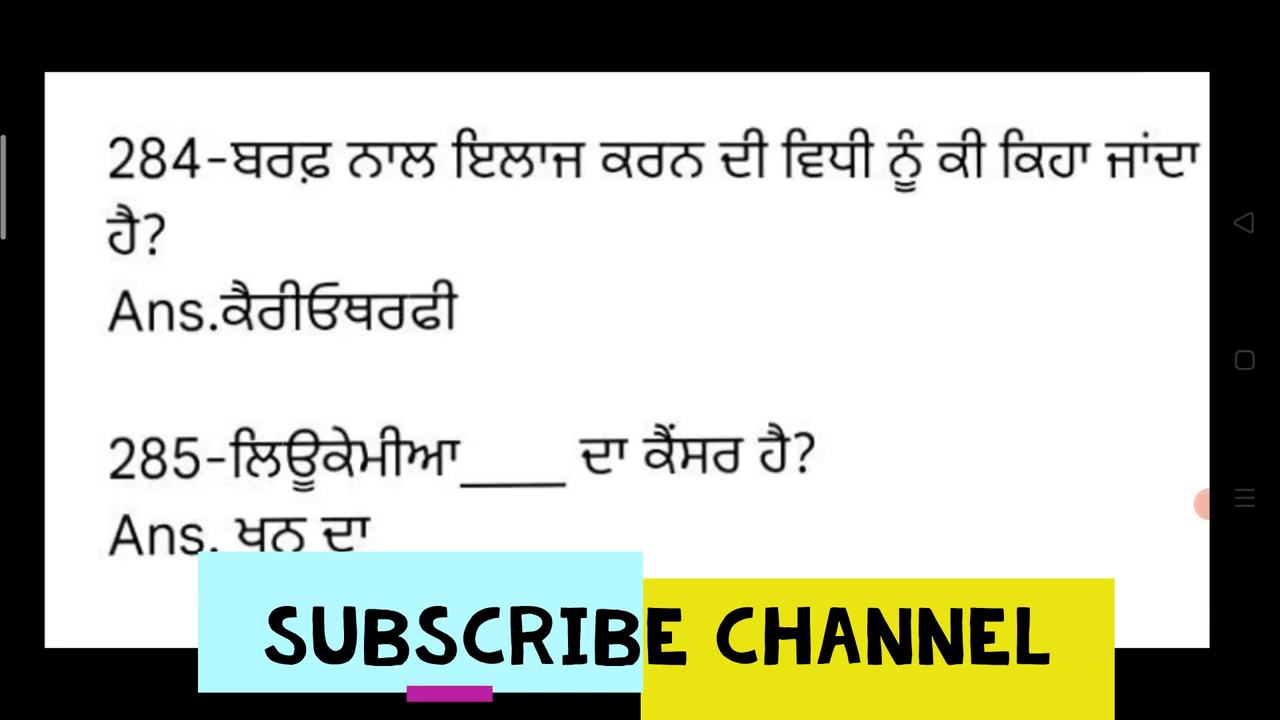 284-ਬਰਫ਼ ਨਾਲ ਇਲਾਜ ਕਰਨ ਦੀ ਵਿਧੀ ਨੂੰ ਕੀ ਕਿਹਾ ਜਾਂਦਾ
ਹੈ?
Ans.ਕੈਰੀਓਥਰਫੀ
285-ਲਿਊਕੇਮੀਆ____ ਦਾ ਕੈਂਸਰ ਹੈ?
Ans. ਦਾ
SUBSCRIBE CHANNEL